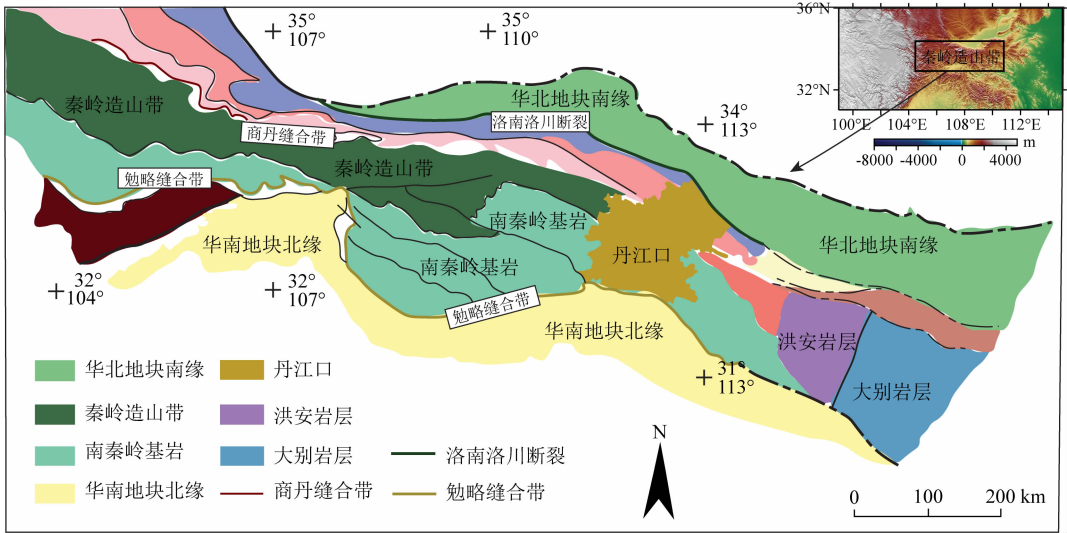 35°
107°
35°
110°
34°
113°
36°N
32°N
秦岭造山带
100°E
104°E
108°E
112°E
m
-8000
-4000
0
4000
华北地块南缘
洛南洛川断裂
秦岭造山带
商丹缝合带
秦岭造山带
勉略缝合带
南秦岭基岩
华南地块北缘
丹江口
华北地块南缘
南秦岭基岩
32°
104°
32°
107°
勉略缝合带
华南地块北缘
洪安岩层
31°
113°
大别岩层
华北地块南缘
丹江口
秦岭造山带
洪安岩层
南秦岭基岩
大别岩层
洛南洛川断裂
华南地块北缘
商丹缝合带
勉略缝合带
N
0
100
200 km